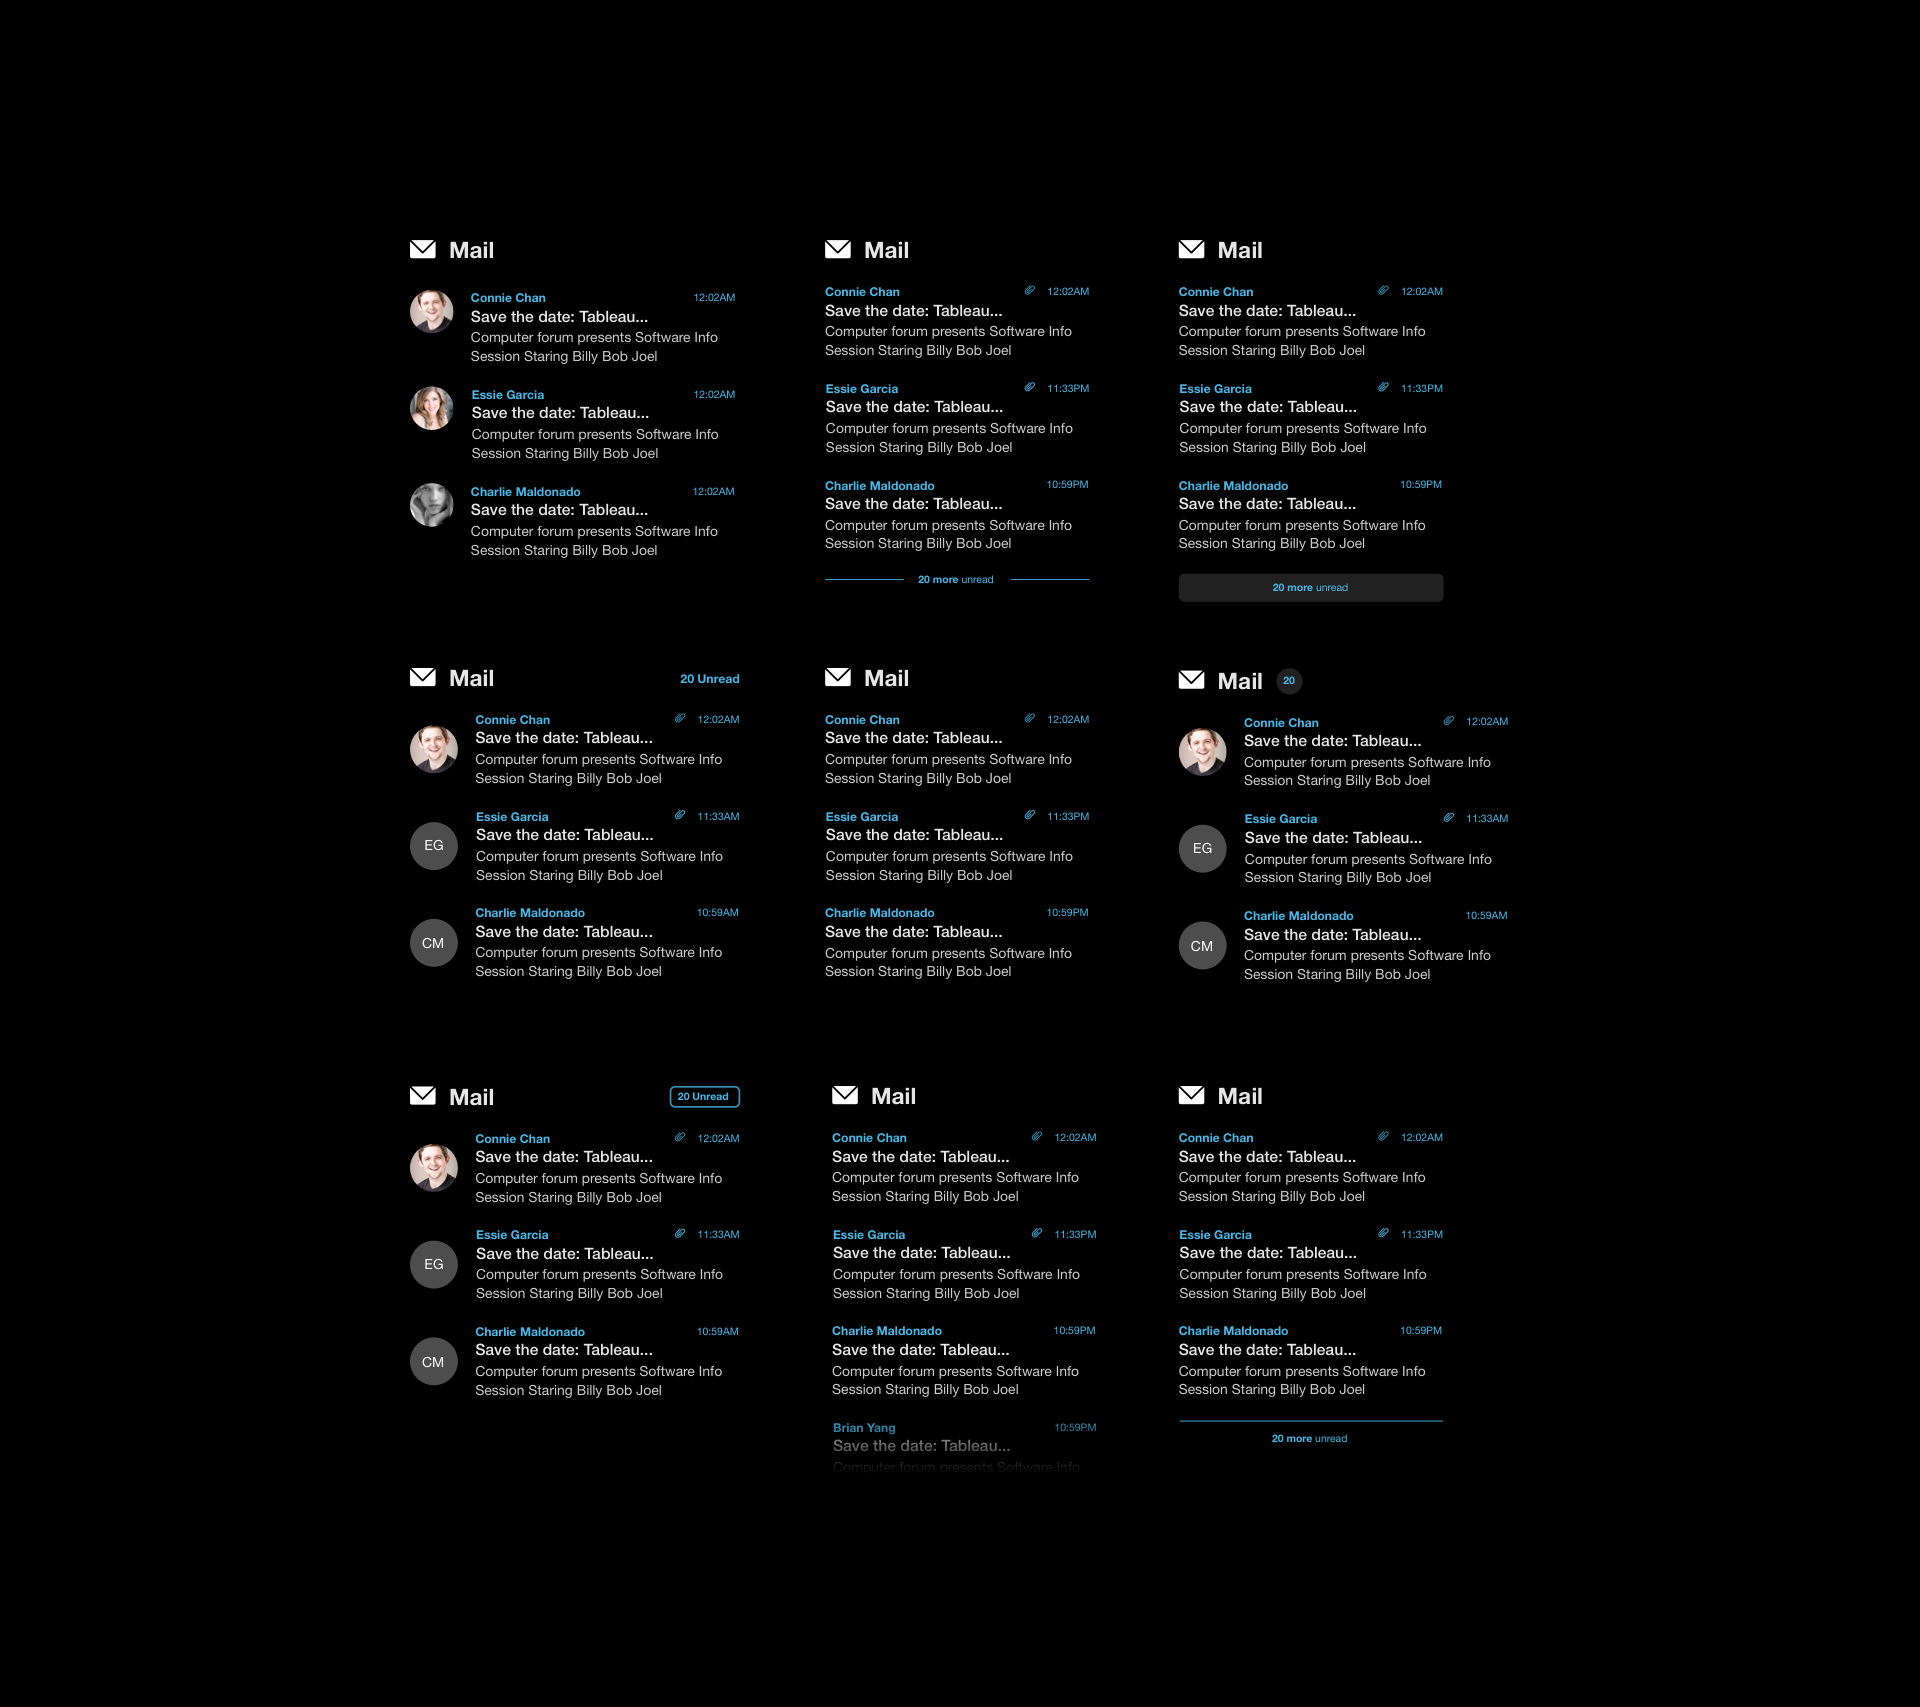 Mail
Connie Chan 12:02AM
Save the date: Tableau...
Computer forum presents Software Info
Session Staring Billy Bob Joel
Essie Garcia 12:02AM
Save the date: Tableau...
Computer forum presents Software Info
Session Staring Billy Bob Joel
Charlie Maldonado 12:02AM
Save the date: Tableau...
Computer forum presents Software Info
Session Staring Billy Bob Joel
Mail
Connie Chan 12:02AM
Save the date: Tableau...
Computer forum presents Software Info
Session Staring Billy Bob Joel
Essie Garcia 11:33PM
Save the date: Tableau...
Computer forum presents Software Info
Session Staring Billy Bob Joel
Charlie Maldonado 10:59PM
Save the date: Tableau...
Computer forum presents Software Info
Session Staring Billy Bob Joel
20 more unread
Mail
Connie Chan 12:02AM
Save the date: Tableau...
Computer forum presents Software Info
Session Staring Billy Bob Joel
Essie Garcia 11:33PM
Save the date: Tableau...
Computer forum presents Software Info
Session Staring Billy Bob Joel
Charlie Maldonado 10:59PM
Save the date: Tableau...
Computer forum presents Software Info
Session Staring Billy Bob Joel
20 more unread
Mail 20 Unread
Connie Chan 12:02AM
Save the date: Tableau...
Computer forum presents Software Info
Session Staring Billy Bob Joel
EG
Essie Garcia 11:33AM
Save the date: Tableau...
Computer forum presents Software Info
Session Staring Billy Bob Joel
CM
Charlie Maldonado 10:59AM
Save the date: Tableau...
Computer forum presents Software Info
Session Staring Billy Bob Joel
Mail
Connie Chan 12:02AM
Save the date: Tableau...
Computer forum presents Software Info
Session Staring Billy Bob Joel
Essie Garcia 11:33PM
Save the date: Tableau...
Computer forum presents Software Info
Session Staring Billy Bob Joel
Charlie Maldonado 10:59PM
Save the date: Tableau...
Computer forum presents Software Info
Session Staring Billy Bob Joel
Mail 20
Connie Chan 12:02AM
Save the date: Tableau...
Computer forum presents Software Info
Session Staring Billy Bob Joel
EG
Essie Garcia 11:33AM
Save the date: Tableau...
Computer forum presents Software Info
Session Staring Billy Bob Joel
CM
Charlie Maldonado 10:59AM
Save the date: Tableau...
Computer forum presents Software Info
Session Staring Billy Bob Joel
Mail 20 Unread
Connie Chan 12:02AM
Save the date: Tableau...
Computer forum presents Software Info
Session Staring Billy Bob Joel
EG
Essie Garcia 11:33AM
Save the date: Tableau...
Computer forum presents Software Info
Session Staring Billy Bob Joel
CM
Charlie Maldonado 10:59AM
Save the date: Tableau...
Computer forum presents Software Info
Session Staring Billy Bob Joel
Mail
Connie Chan 12:02AM
Save the date: Tableau...
Computer forum presents Software Info
Session Staring Billy Bob Joel
Essie Garcia 11:33PM
Save the date: Tableau...
Computer forum presents Software Info
Session Staring Billy Bob Joel
Charlie Maldonado 10:59PM
Save the date: Tableau...
Computer forum presents Software Info
Session Staring Billy Bob Joel
Brian Yang 10:59PM
Save the date: Tableau...
Computer forum presents Software Info
Mail
Connie Chan 12:02AM
Save the date: Tableau...
Computer forum presents Software Info
Session Staring Billy Bob Joel
Essie Garcia 11:33PM
Save the date: Tableau...
Computer forum presents Software Info
Session Staring Billy Bob Joel
Charlie Maldonado 10:59PM
Save the date: Tableau...
Computer forum presents Software Info
Session Staring Billy Bob Joel
20 more unread